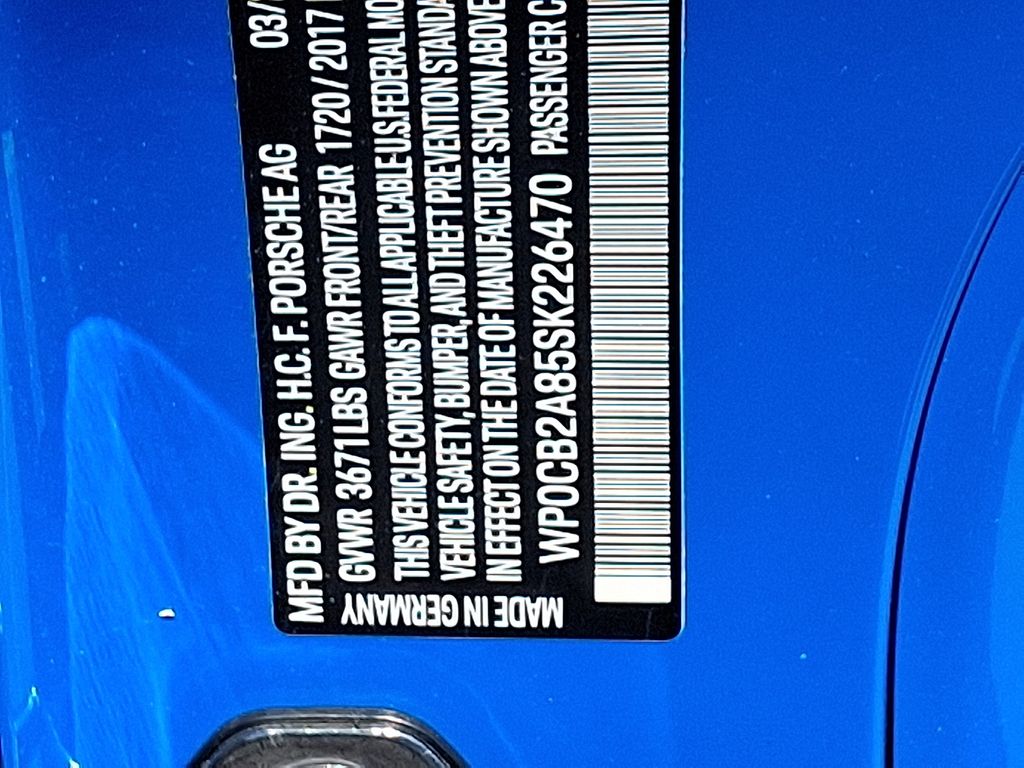 MFD BY DR. ING. H.C. F. PORSCHE AG 03/
GVWR 3671 LBS GAWR FRONT/REAR 1720 / 2017
THIS VEHICLE CONFORMS TO ALL APPLICABLE U.S. FEDERAL MO
VEHICLE SAFETY, BUMPER, AND THEFT PREVENTION STANDA
IN EFFECT ON THE DATE OF MANUFACTURE SHOWN ABOVE
WP0CB2A85SK226470 PASSENGER C
MADE IN GERMANY